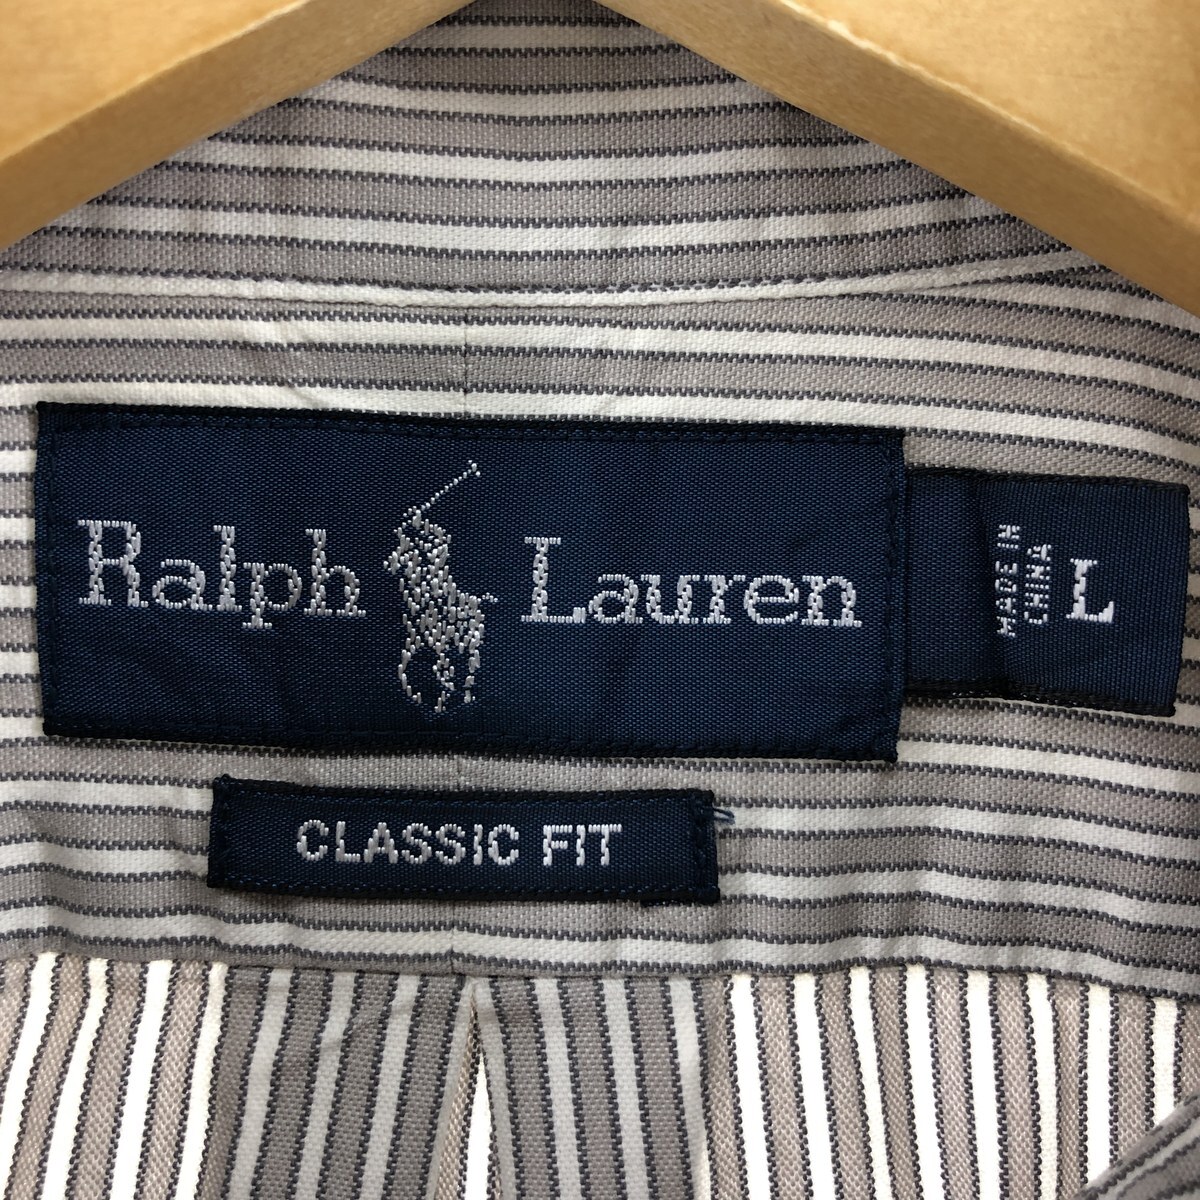 Ralph Lauren
MADE IN
CHINA
L
CLASSIC FIT